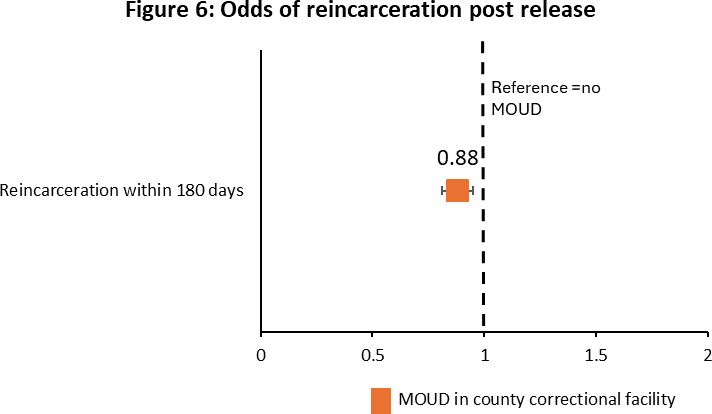 Figure 6: Odds of reincarceration post release
Reference =no
MOUD
0.88
Reincarceration within 180 days
0
0.5
1
1.5
2
MOUD in county correctional facility